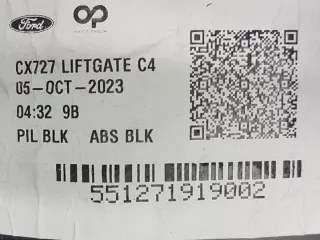 Ford op
CX727 LIFTGATE C4
05-OCT-2023
04:32 9B
PIL BLK ABS BLK
551271919002